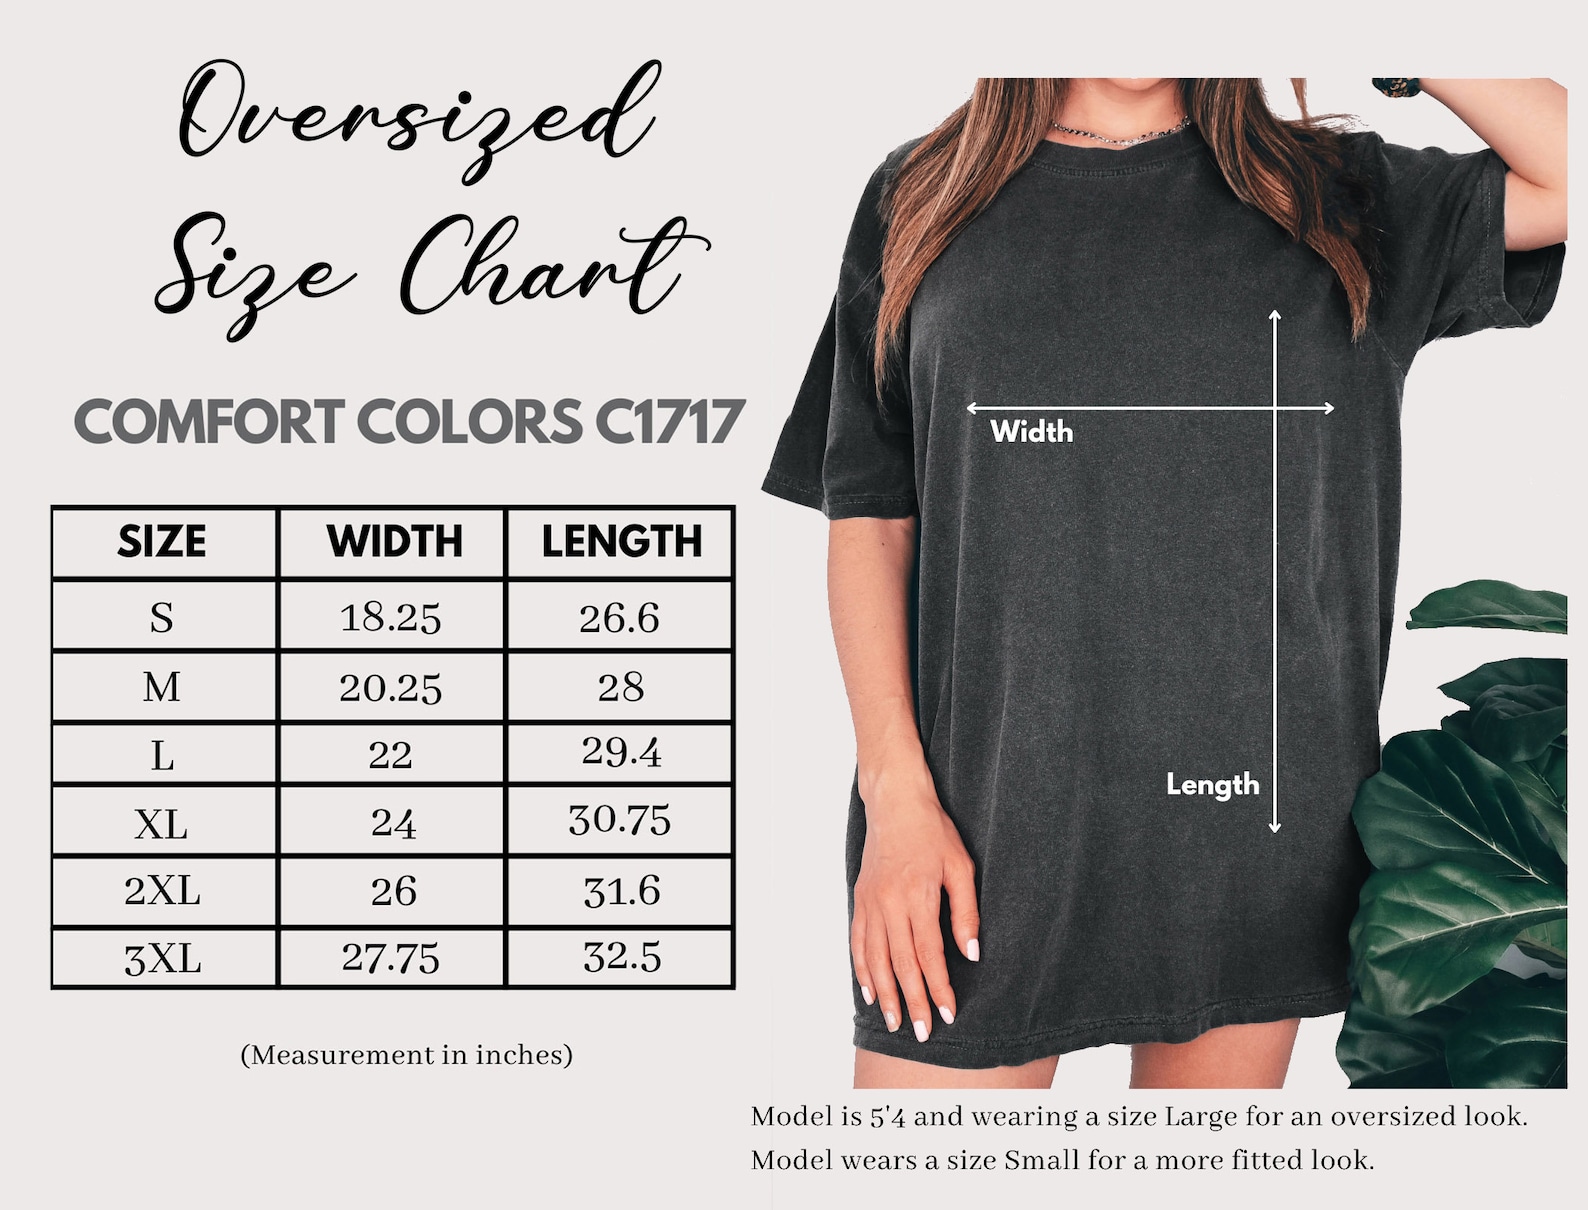 Oversized
Size Chart
COMFORT COLORS C1717
SIZE WIDTH LENGTH
S 18.25 26.6
M 20.25 28
L 22 29.4
XL 24 30.75
2XL 26 31.6
3XL 27.75 32.5
(Measurement in inches)
Width
Length
Model is 5'4 and wearing a size Large for an oversized look.
Model wears a size Small for a more fitted look.